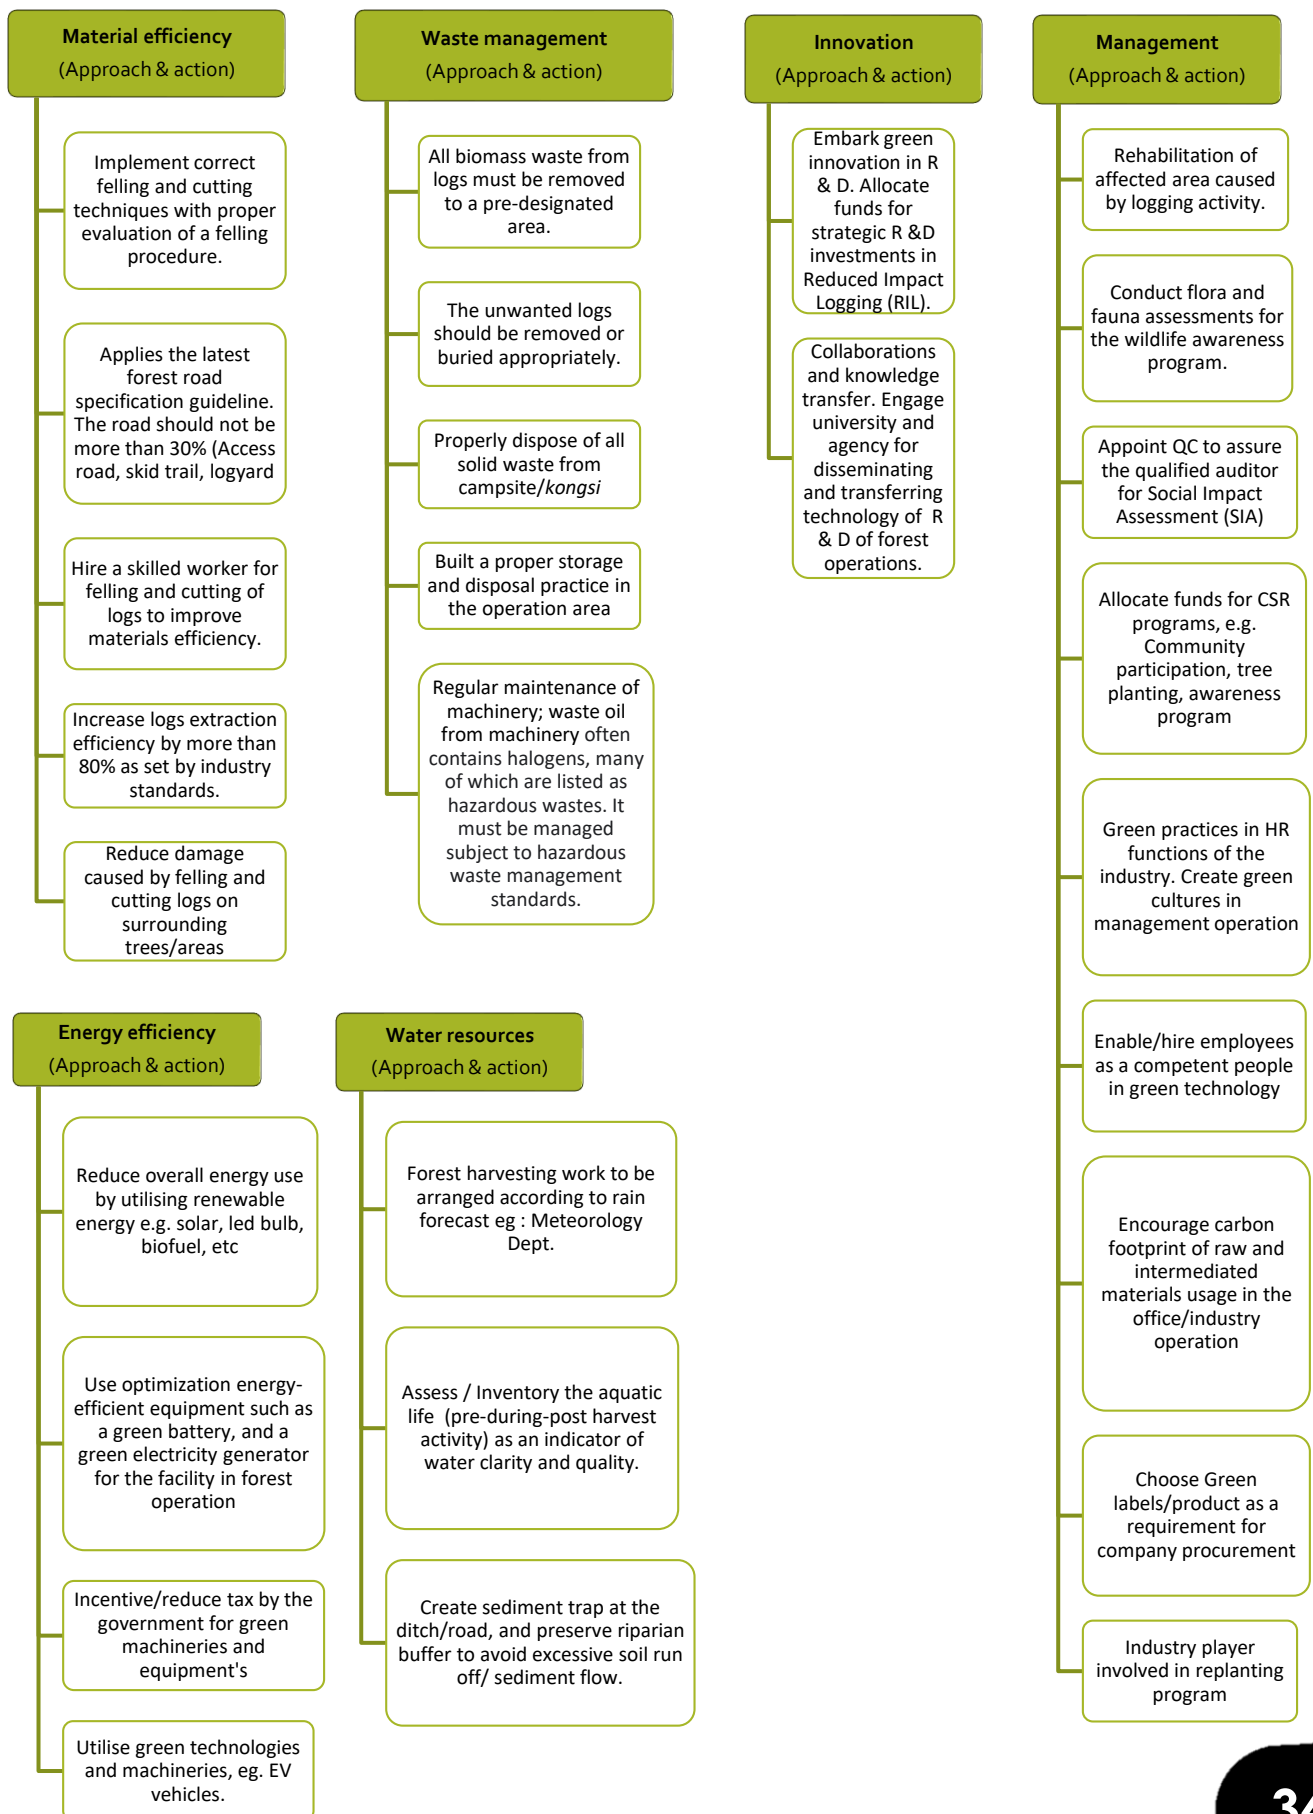 Material efficiency
(Approach & action)
Implement correct
felling and cutting
techniques with proper
evaluation of a felling
procedure.
Applies the latest
forest road
specification guideline.
The road should not be
more than 30% (Access
road, skid trail, logyard
Hire a skilled worker for
felling and cutting of
logs to improve
materials efficiency.
Increase logs extraction
efficiency by more than
80% as set by industry
standards.
Reduce damage
caused by felling and
cutting logs on
surrounding
trees/areas
Waste management
(Approach & action)
All biomass waste from
logs must be removed
to a pre-designated
area.
The unwanted logs
should be removed or
buried appropriately.
Properly dispose of all
solid waste from
campsite/kongsi
Built a proper storage
and disposal practice in
the operation area
Regular maintenance of
machinery; waste oil
from machinery often
contains halogens, many
of which are listed as
hazardous wastes. It
must be managed
subject to hazardous
waste management
standards.
Innovation
(Approach & action)
Embark green
innovation in R
& D. Allocate
funds for
strategic R &D
investments in
Reduced Impact
Logging (RIL).
Collaborations
and knowledge
transfer. Engage
university and
agency for
disseminating
and transferring
technology of R
& D of forest
operations.
Management
(Approach & action)
Rehabilitation of
affected area caused
by logging activity.
Conduct flora and
fauna assessments for
the wildlife awareness
program.
Appoint QC to assure
the qualified auditor
for Social Impact
Assessment (SIA)
Allocate funds for CSR
programs, e.g.
Community
participation, tree
planting, awareness
program
Green practices in HR
functions of the
industry. Create green
cultures in
management operation
Enable/hire employees
as a competent people
in green technology
Encourage carbon
footprint of raw and
intermediated
materials usage in the
office/industry
operation
Choose Green
labels/product as a
requirement for
company procurement
Industry player
involved in replanting
program
Energy efficiency
(Approach & action)
Reduce overall energy use
by utilising renewable
energy e.g. solar, led bulb,
biofuel, etc
Use optimization energy-
efficient equipment such as
a green battery, and a
green electricity generator
for the facility in forest
operation
Incentive/reduce tax by the
government for green
machineries and
equipment's
Utilise green technologies
and machineries, eg. EV
vehicles.
Water resources
(Approach & action)
Forest harvesting work to be
arranged according to rain
forecast eg : Meteorology
Dept.
Assess / Inventory the aquatic
life (pre-during-post harvest
activity) as an indicator of
water clarity and quality.
Create sediment trap at the
ditch/road, and preserve riparian
buffer to avoid excessive soil run
off/ sediment flow.
34